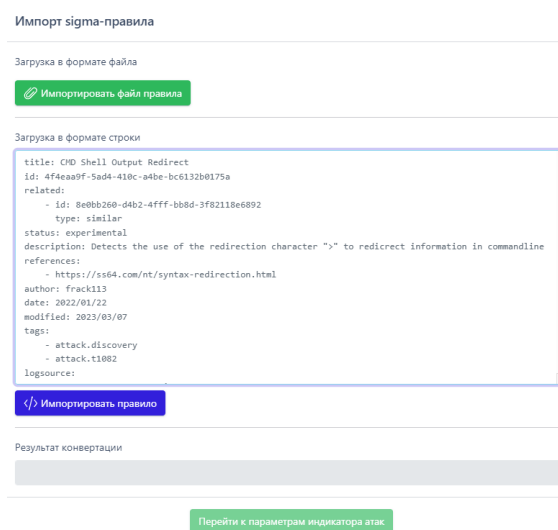 Импорт sigma-правила
Загрузка в формате файла
Импортировать файл правила
Загрузка в формате строки
title: CMD Shell Output Redirect
id: 4f4eaa9f-5ad4-410c-a4be-bc6132b0175a
related:
    - id: 8e0bb260-d4b2-4fff-bb8d-3f82118e6892
      type: similar
status: experimental
description: Detects the use of the redirection character ">" to redicrect information in commandline
references:
    - https://ss64.com/nt/syntax-redirection.html
author: frack113
date: 2022/01/22
modified: 2023/03/07
tags:
    - attack.discovery
    - attack.t1082
logsource:
</> Импортировать правило
Результат конвертации
Перейти к параметрам индикатора атак